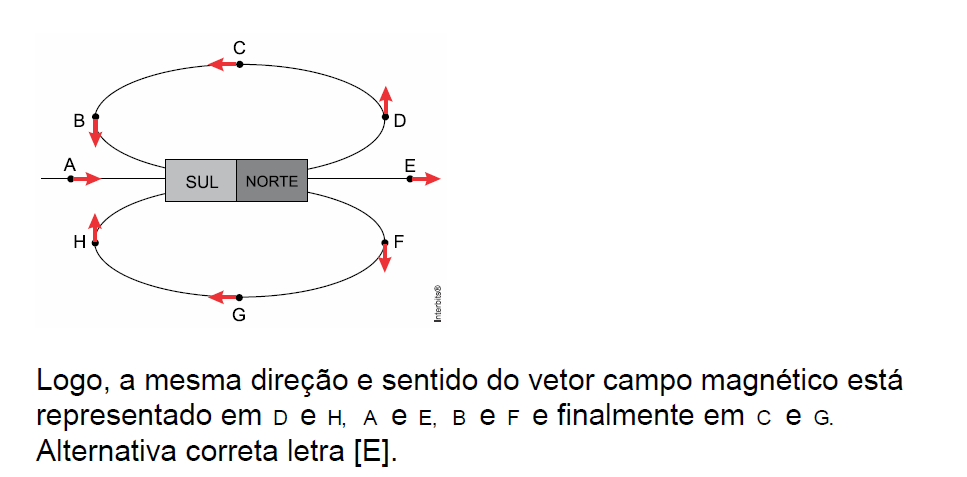 C
B
D
A
E
SUL
NORTE
H
F
G
Interbits®
Logo, a mesma direção e sentido do vetor campo magnético está
representado em D e H, A e E, B e F e finalmente em C e G.
Alternativa correta letra [E].